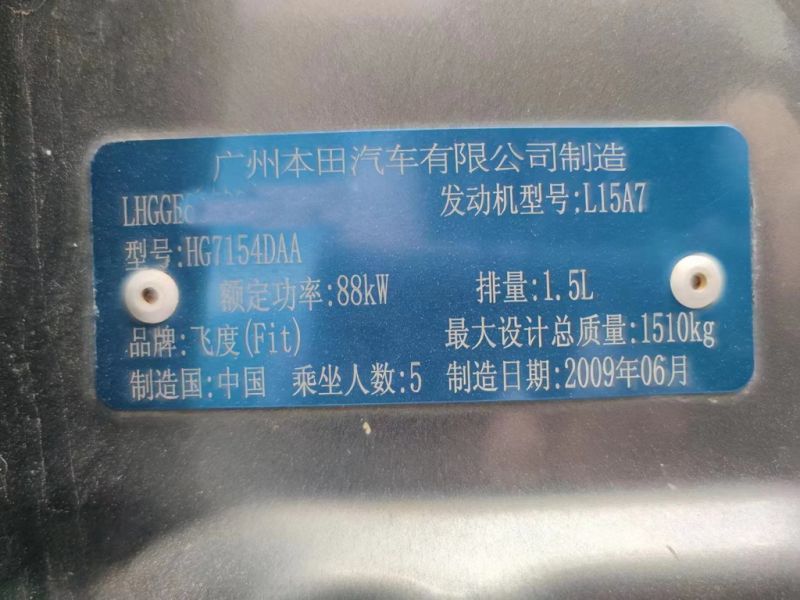 广州本田汽车有限公司制造
LHGGE 发动机型号:L15A7
型号:HG7154DAA
额定功率:88kW 排量:1.5L
品牌:飞度(Fit) 最大设计总质量:1510kg
制造国:中国 乘坐人数:5 制造日期:2009年06月